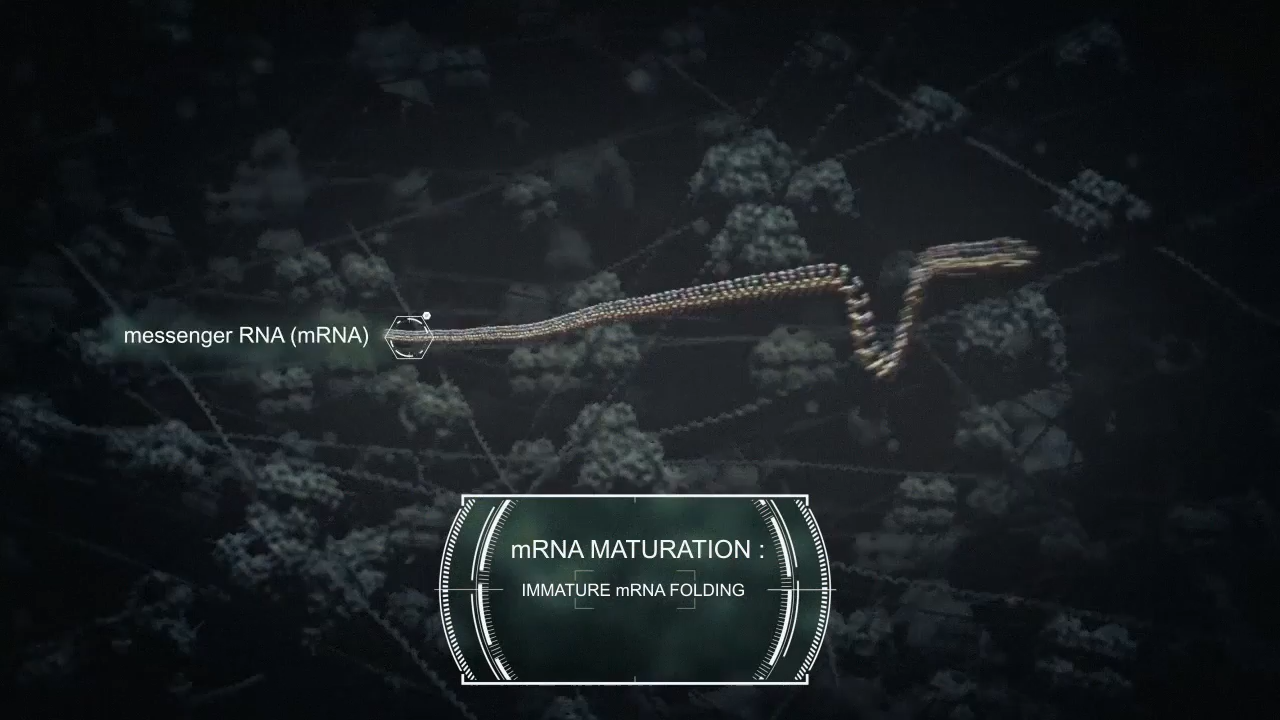 messenger RNA (mRNA)
mRNA MATURATION :
IMMATURE mRNA FOLDING